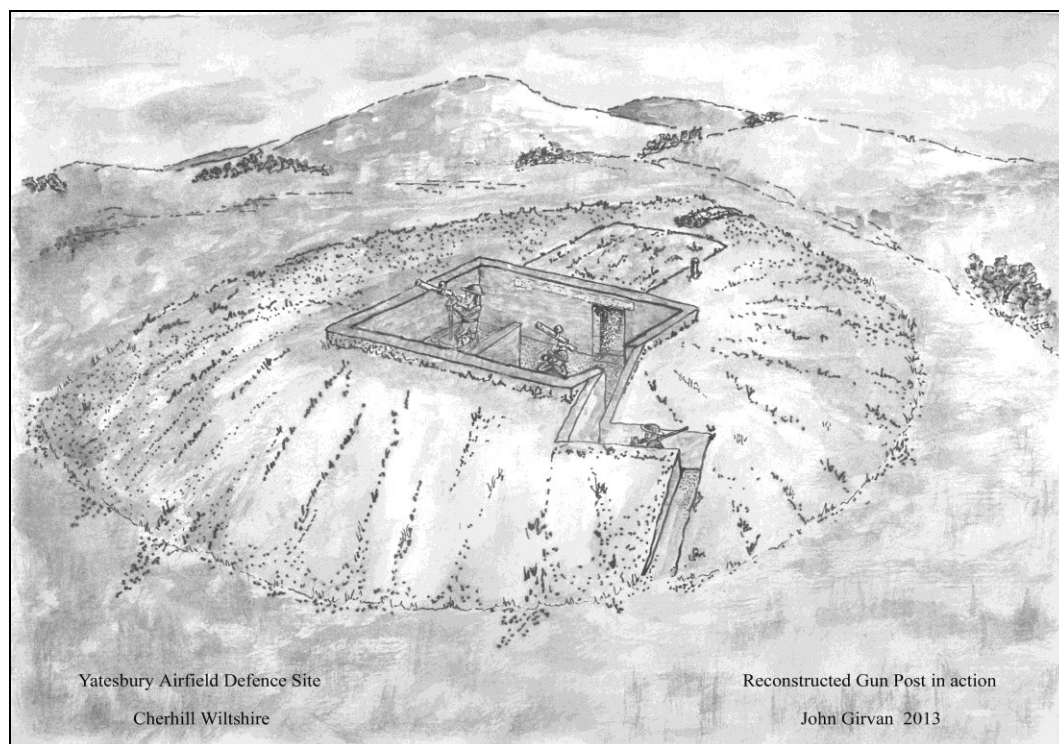 Yatesbury Airfield Defence Site
Cherhill Wiltshire
Reconstructed Gun Post in action
John Girvan 2013